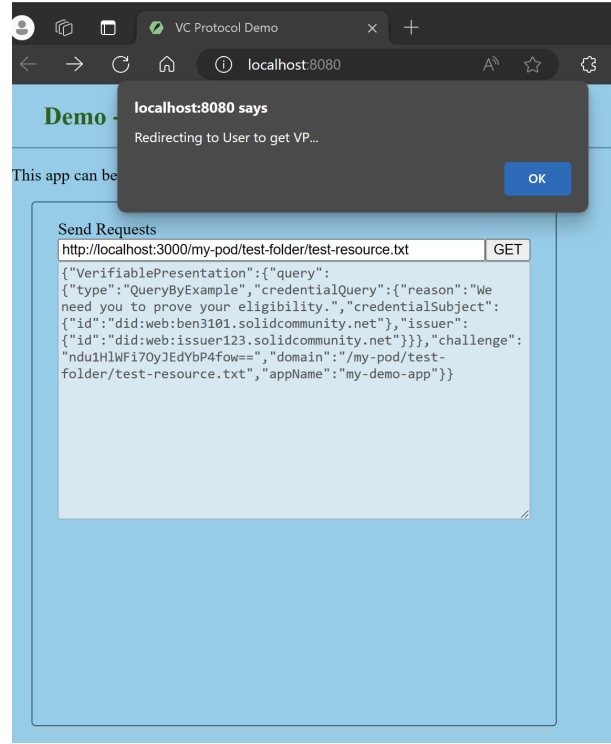 VC Protocol Demo
localhost:8080
localhost:8080 says
Redirecting to User to get VP...
OK
Demo -
This app can be
Send Requests
http://localhost:3000/my-pod/test-folder/test-resource.txt GET
{"VerifiablePresentation":{"query":
{"type":"QueryByExample","credentialQuery":{"reason":"We
need you to prove your eligibility.","credentialSubject":
{"id":"did:web:ben3101.solidcommunity.net"},"issuer":
{"id":"did:web:issuer123.solidcommunity.net"}}},"challenge":
"ndu1HlWFi7OyJEdYbP4fow==","domain":"/my-pod/test-
folder/test-resource.txt","appName":"my-demo-app"}}